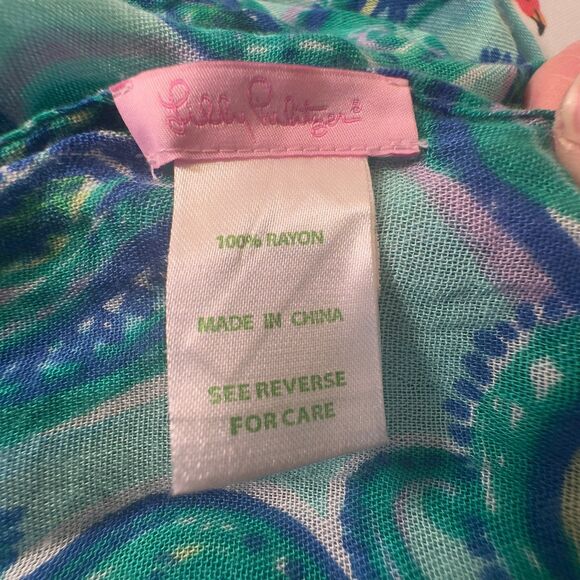 Lilly Pulitzer®
100% RAYON
MADE IN CHINA
SEE REVERSE
FOR CARE